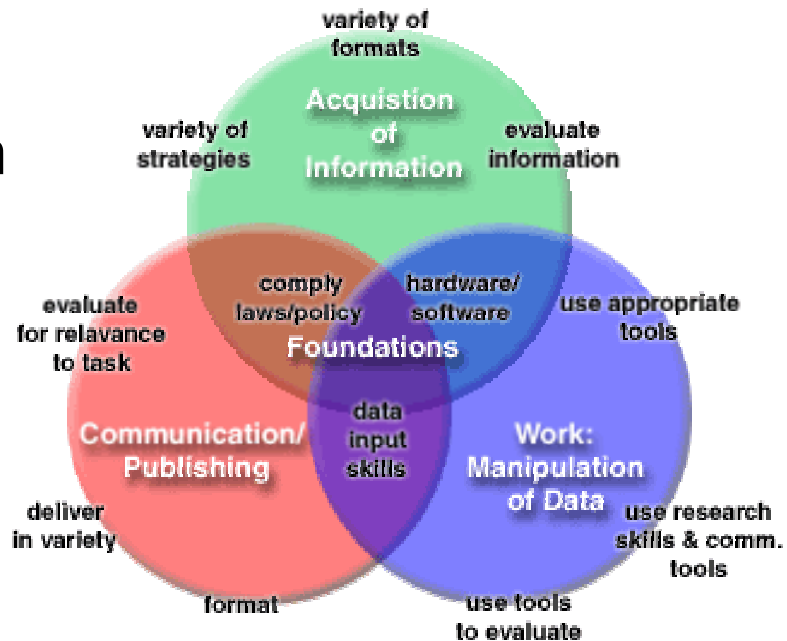 variety of
formats
Acquistion
of
Information
variety of
strategies
evaluate
information
comply
laws/policy
hardware/
software
Foundations
evaluate
for relavance
to task
use appropriate
tools
data
input
skills
Communication/
Publishing
Work:
Manipulation
of Data
deliver
in variety
use research
skills & comm.
tools
format
use tools
to evaluate